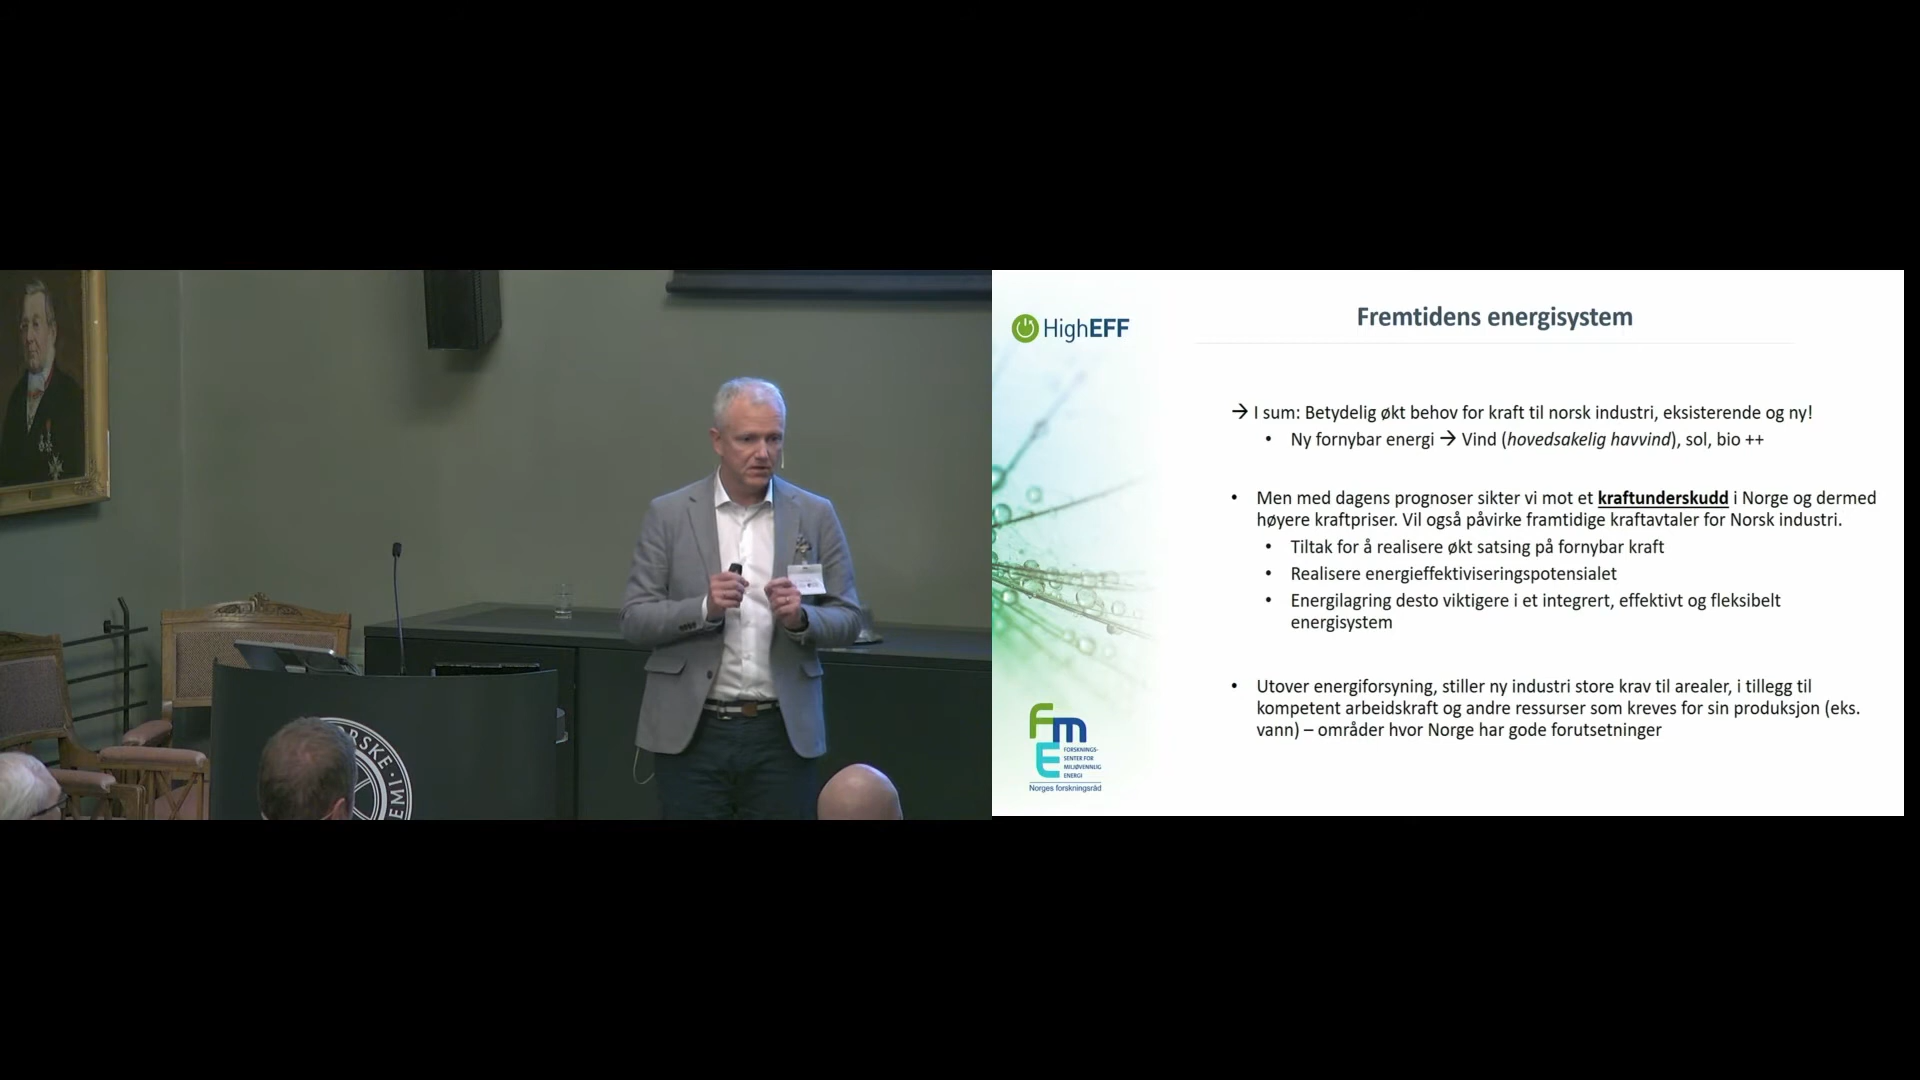 HighEFF
Fremtidens energisystem
→ I sum: Betydelig økt behov for kraft til norsk industri, eksisterende og ny!
• Ny fornybar energi → Vind (hovedsakelig havvind), sol, bio ++
• Men med dagens prognoser sikter vi mot et kraftunderskudd i Norge og dermed
høyere kraftpriser. Vil også påvirke framtidige kraftavtaler for Norsk industri.
• Tiltak for å realisere økt satsing på fornybar kraft
• Realisere energieffektiviseringspotensialet
• Energilagring desto viktigere i et integrert, effektivt og fleksibelt
energisystem
• Utover energiforsyning, stiller ny industri store krav til arealer, i tillegg til
kompetent arbeidskraft og andre ressurser som kreves for sin produksjon (eks.
vann) – områder hvor Norge har gode forutsetninger
FmE
FORSKNINGS-
SENTER FOR
MILJØVENNLIG
ENERGI
Norges forskningsråd
RSKE · INME